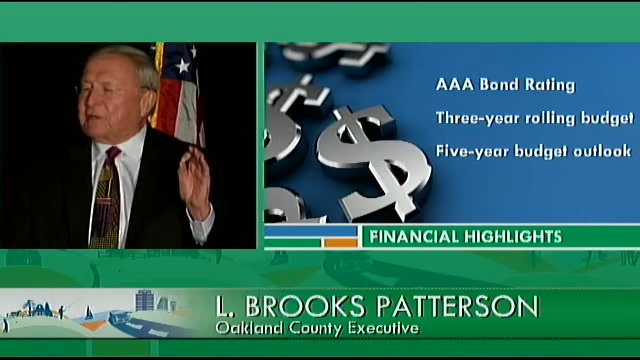 AAA Bond Rating
Three-year rolling budget
Five-year budget outlook
FINANCIAL HIGHLIGHTS
L. BROOKS PATTERSON
Oakland County Executive